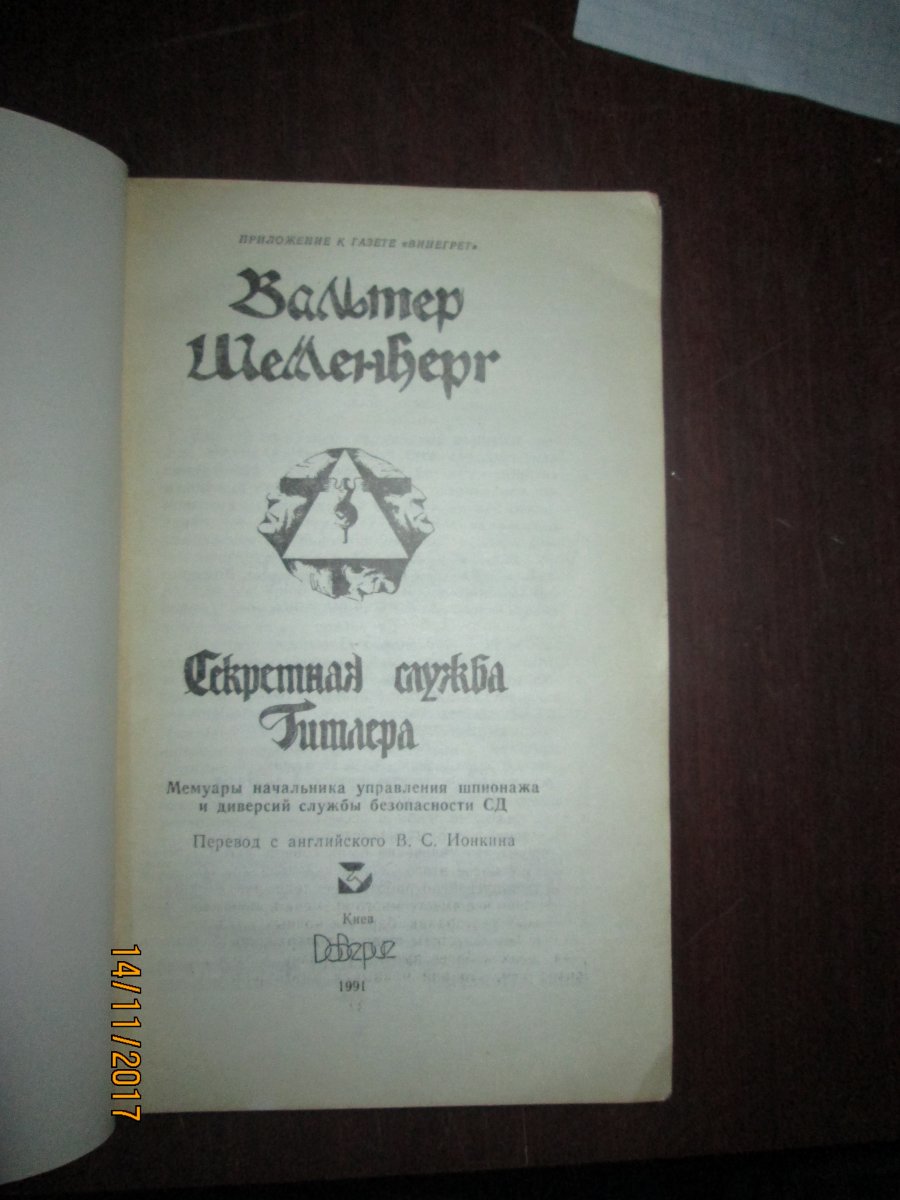 ПРИЛОЖЕНИЕ К ГАЗЕТЕ «ВИНЕГРЕТ»
Вальтер
Шелленберг
Секретная служба
Гитлера
Мемуары начальника управления шпионажа
и диверсий службы безопасности СД
Перевод с английского В. С. Ионкина
Киев
Доверие
1991
14/11/2017